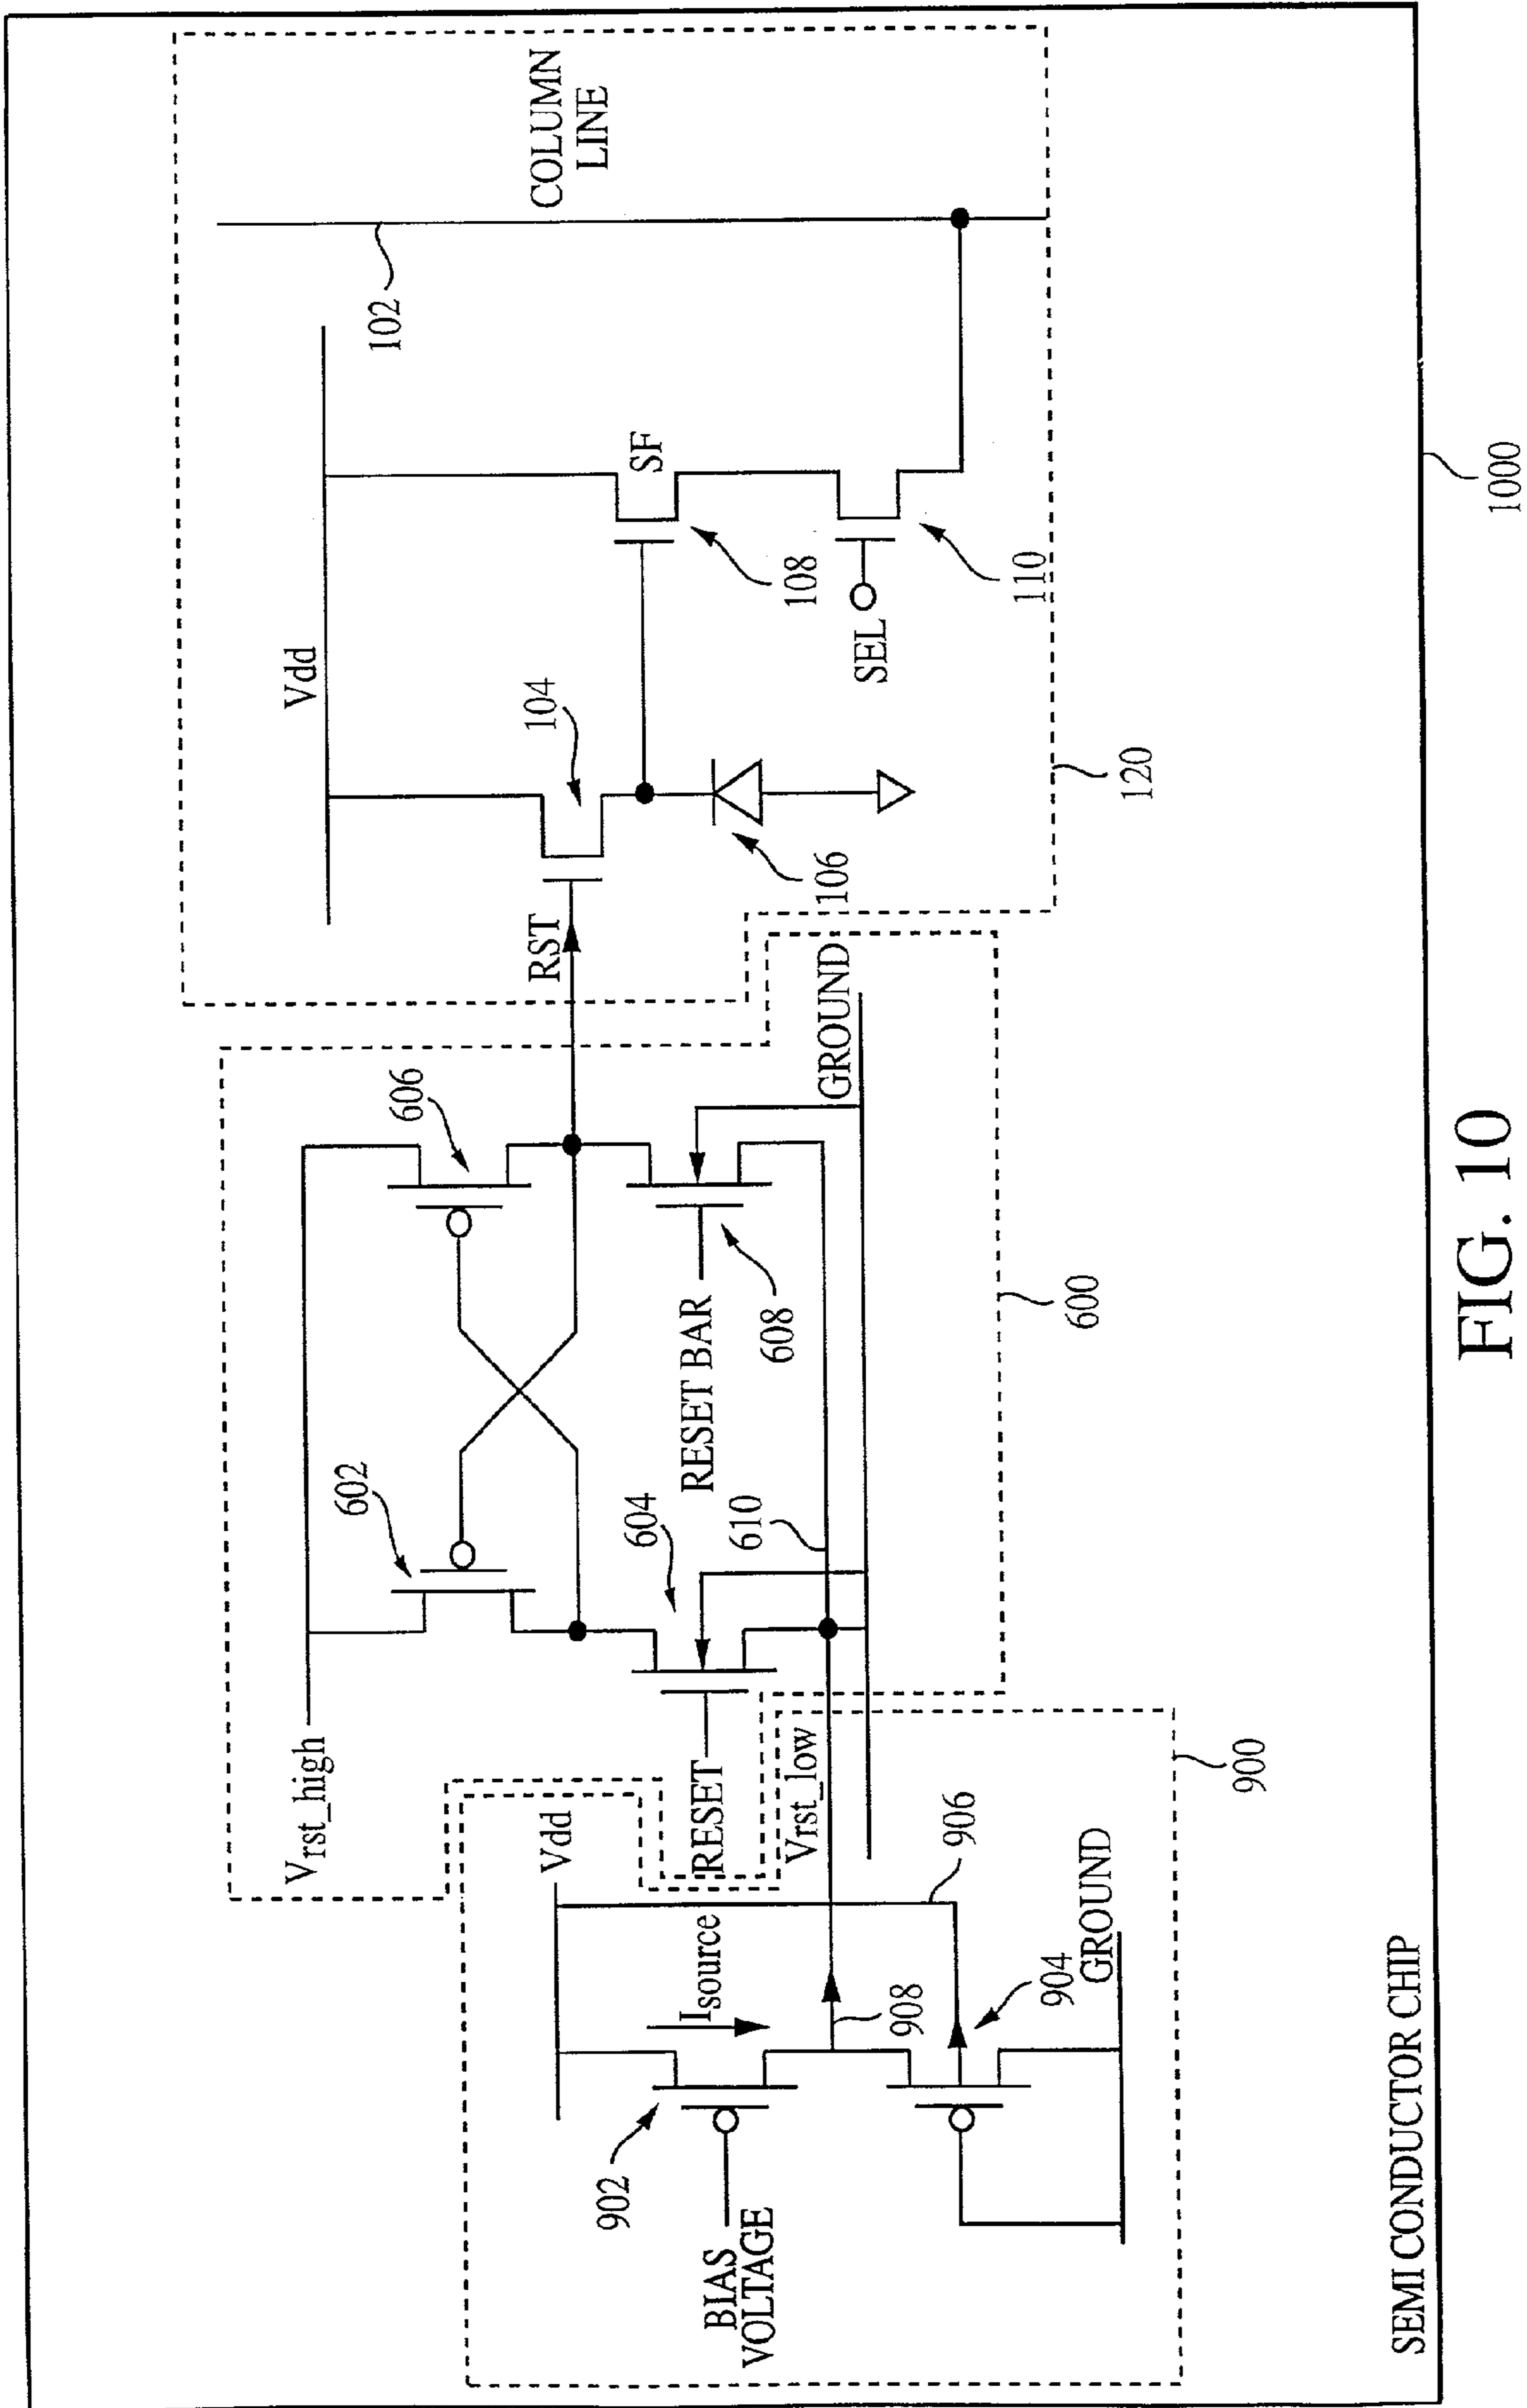 COLUMN
LINE
102
Vdd
SF
104
108
110
SEL
106
120
RST
Vrst_high
602
606
604
608
RESET
RESET BAR
610
GROUND
Vrst_low
600
Vdd
Isource
902
BIAS
VOLTAGE
908
906
904
GROUND
900
SEMI CONDUCTOR CHIP
1000
FIG. 10